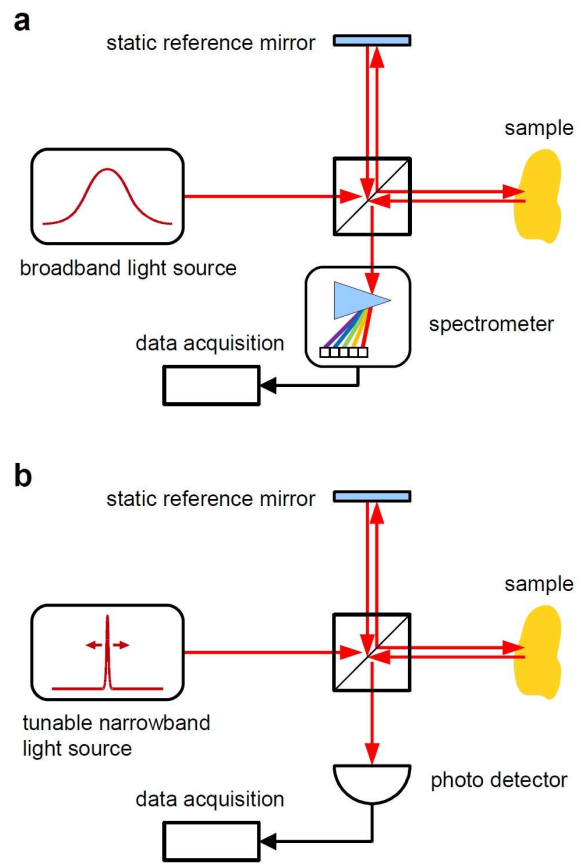 a
static reference mirror
sample
broadband light source
spectrometer
data acquisition
b
static reference mirror
sample
tunable narrowband
light source
photo detector
data acquisition